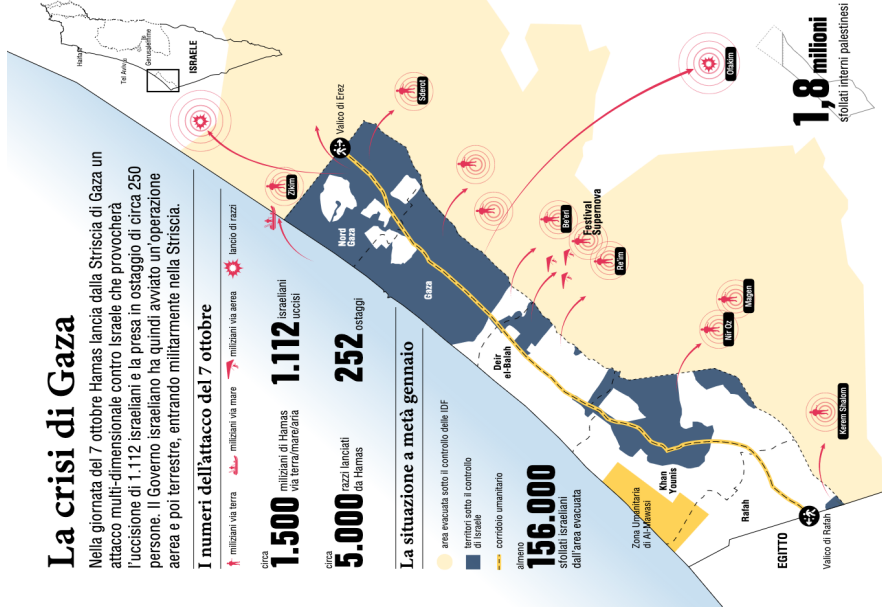 La crisi di Gaza
Nella giornata del 7 ottobre Hamas lancia dalla Striscia di Gaza un
attacco multi-dimensionale contro Israele che provocherà
l'uccisione di 1.112 israeliani e la presa in ostaggio di circa 250
persone. Il Governo israeliano ha quindi avviato un'operazione
aerea e poi terrestre, entrando militarmente nella Striscia.
I numeri dell'attacco del 7 ottobre
miliziani via terra
miliziani via mare
miliziani via aerea
lancio di razzi
circa
1.500
miliziani di Hamas
via terra/mare/aria
1.112
israeliani
uccisi
circa
5.000
razzi lanciati
da Hamas
252
ostaggi
La situazione a metà gennaio
area evacuata sotto il controllo delle IDF
territori sotto il controllo
di Israele
corridoio umanitario
almeno
156.000
sfollati israeliani
dall'area evacuata
Zona Umanitaria
di Al-Mawasi
Haifa
Tel Aviv
Gerusalemme
ISRAELE
Zikim
Valico di Erez
Sderot
Ofakim
Nord
Gaza
Gaza
Be'eri
Festival
Supernova
Re'im
Deir
el-Balah
Nir Oz
Magen
Khan
Younis
Rafah
Kerem Shalom
EGITTO
Valico di Rafah
1,8 milioni
sfollati interni palestinesi